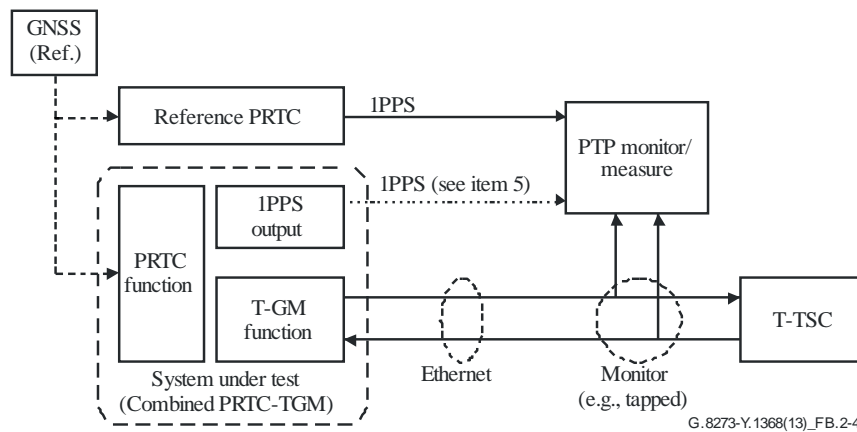 GNSS
(Ref.)
Reference PRTC
1PPS
PTP monitor/
measure
1PPS (see item 5)
PRTC
function
1PPS
output
T-GM
function
T-TSC
System under test
(Combined PRTC-TGM)
Ethernet
Monitor
(e.g., tapped)
G.8273-Y.1368(13)_FB.2-4